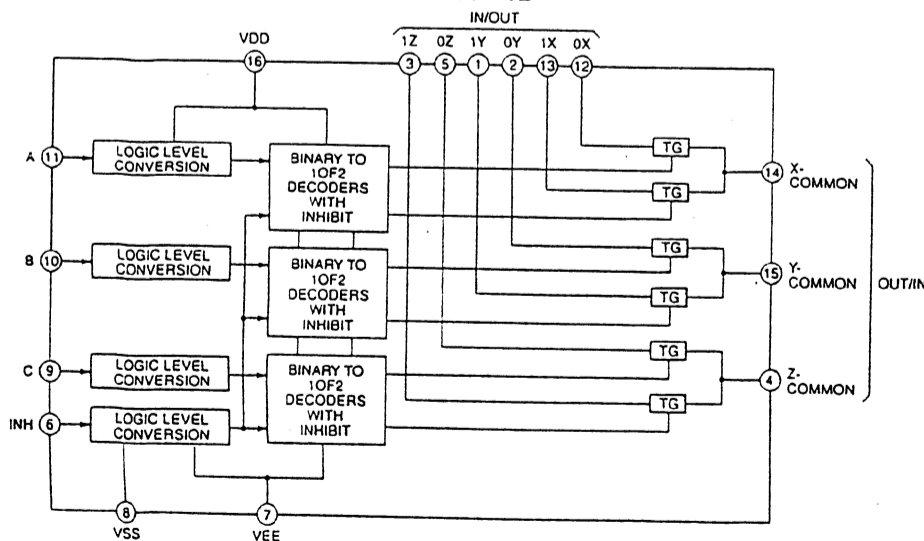 IN/OUT
VDD 1Z 0Z 1Y 0Y 1X 0X
16 3 5 1 2 13 12
A 11 LOGIC LEVEL CONVERSION
BINARY TO 1OF2 DECODERS WITH INHIBIT
TG
TG
14 X-COMMON
B 10 LOGIC LEVEL CONVERSION
BINARY TO 1OF2 DECODERS WITH INHIBIT
TG
TG
15 Y-COMMON
OUT/IN
C 9 LOGIC LEVEL CONVERSION
BINARY TO 1OF2 DECODERS WITH INHIBIT
TG
TG
4 Z-COMMON
INH 6 LOGIC LEVEL CONVERSION
8 7
VSS VEE